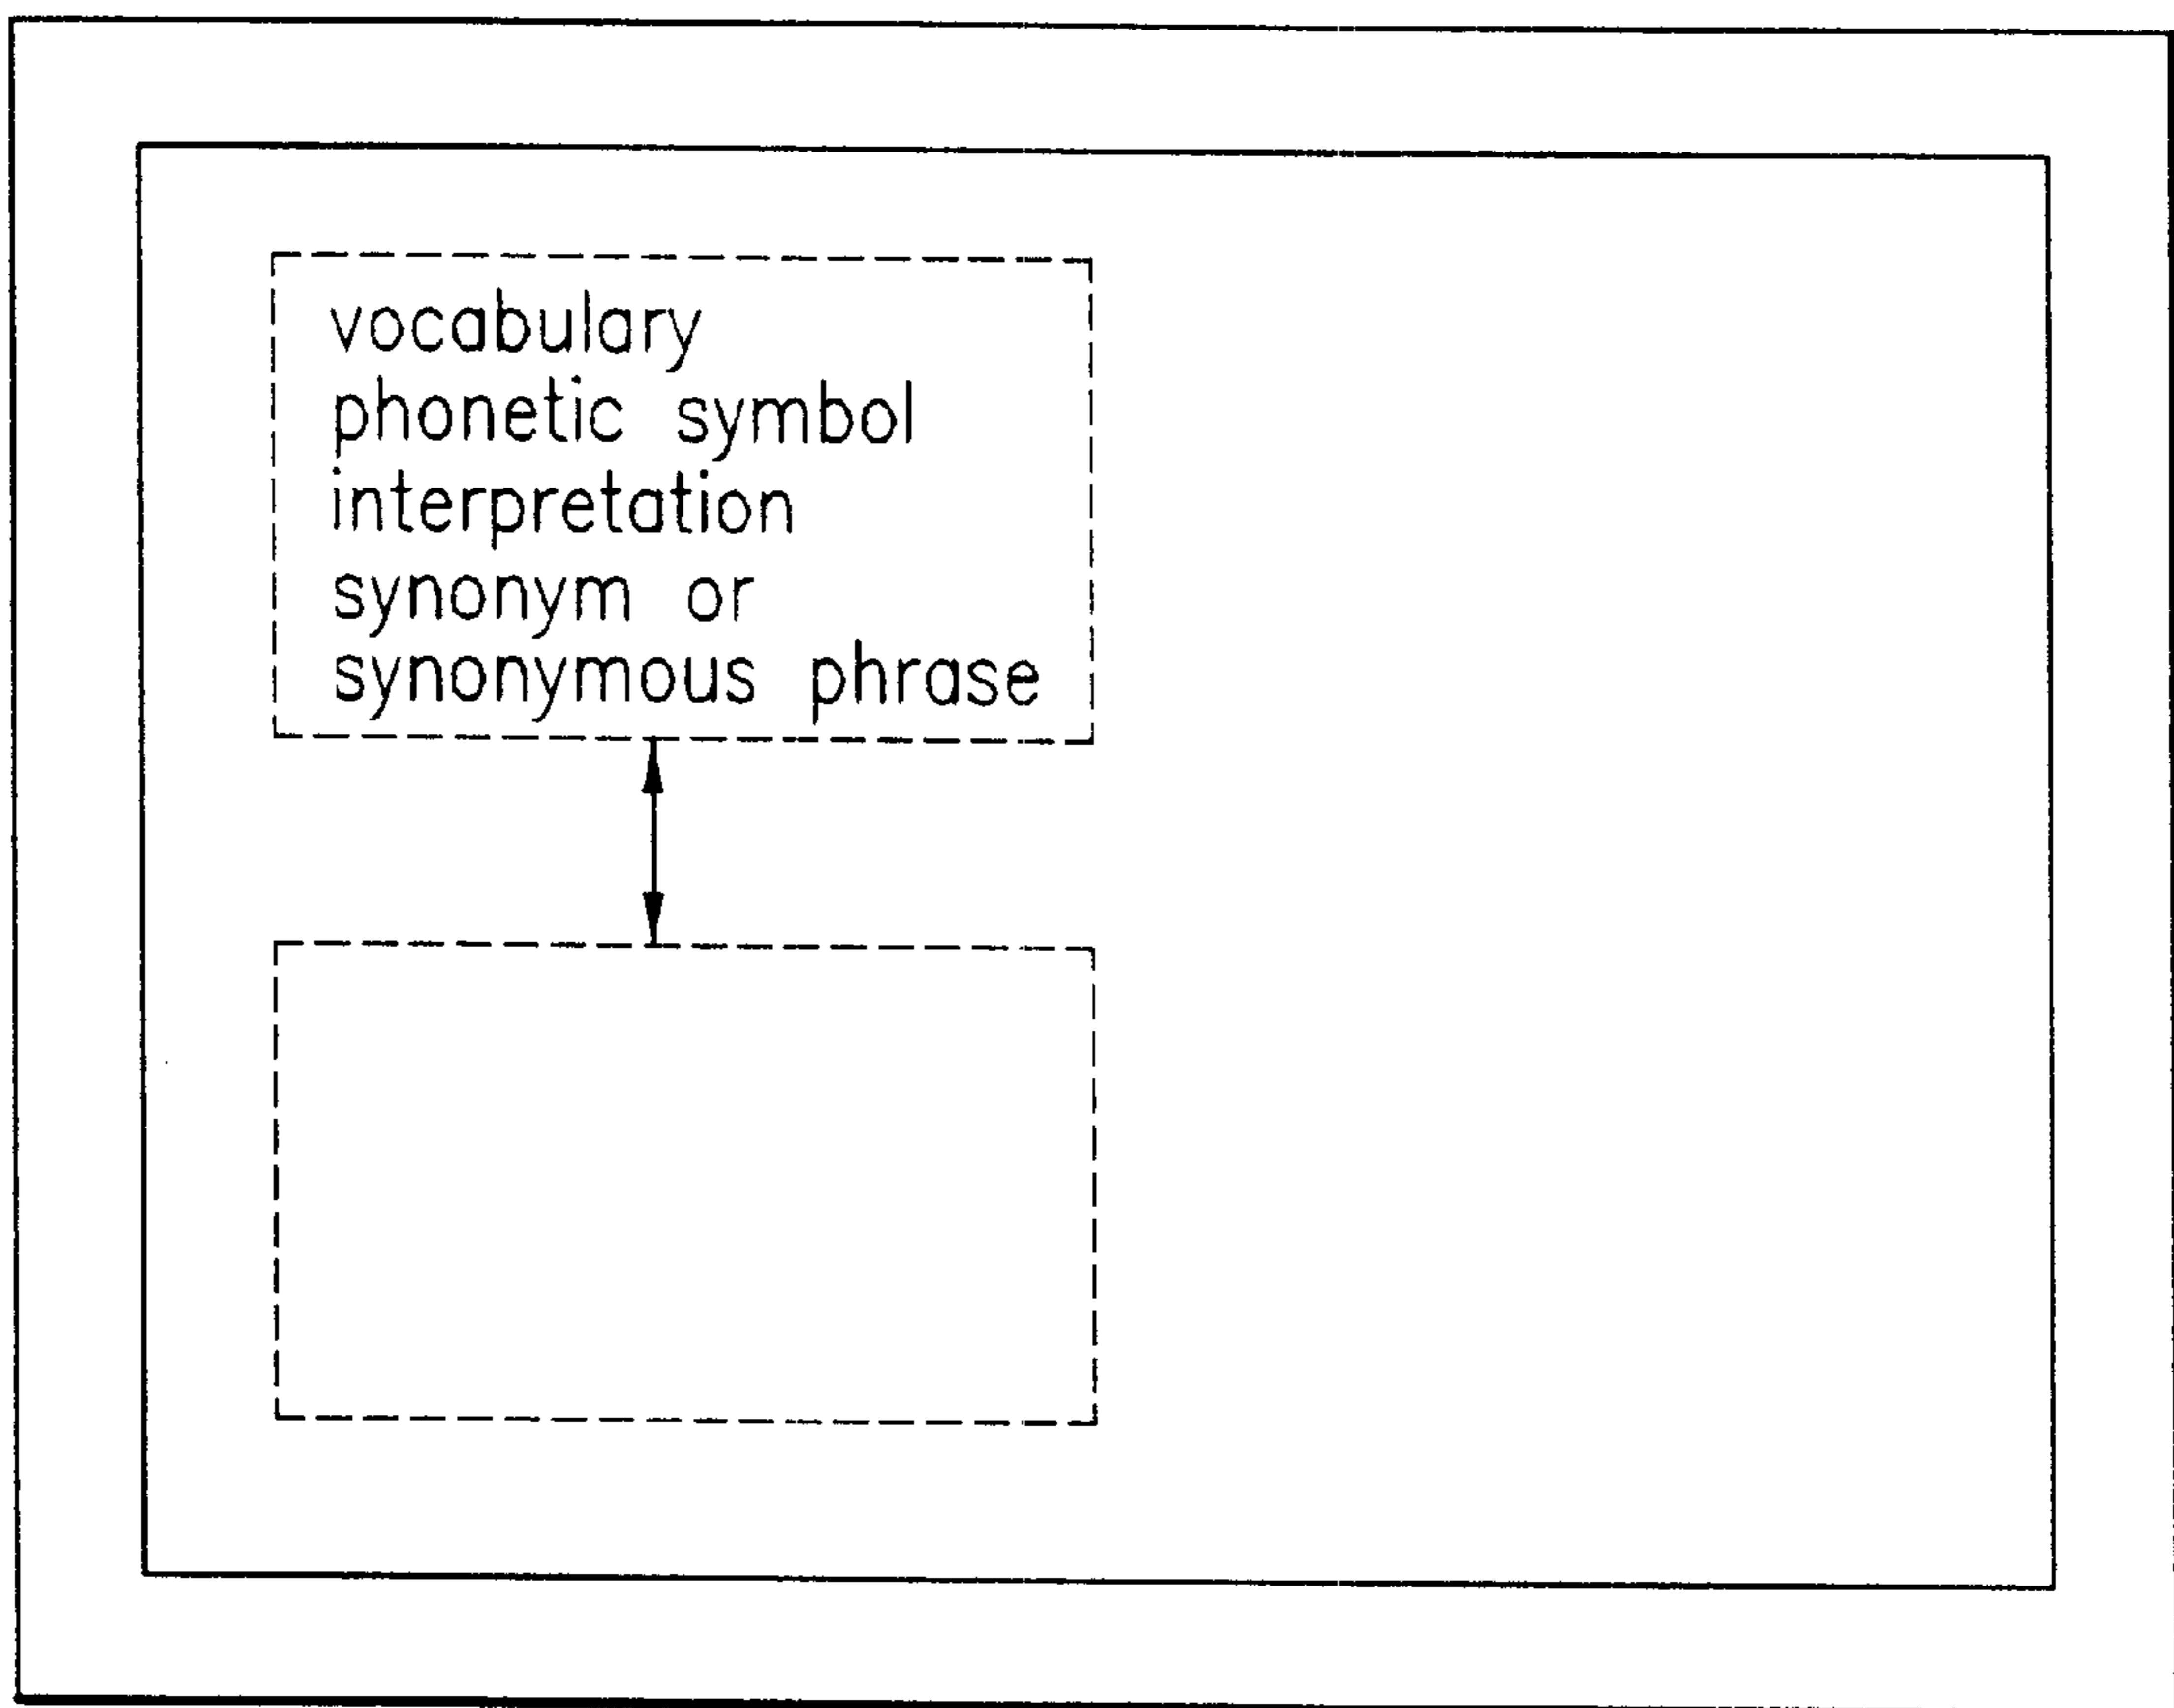 vocabulary
phonetic symbol
interpretation
synonym or
synonymous phrase